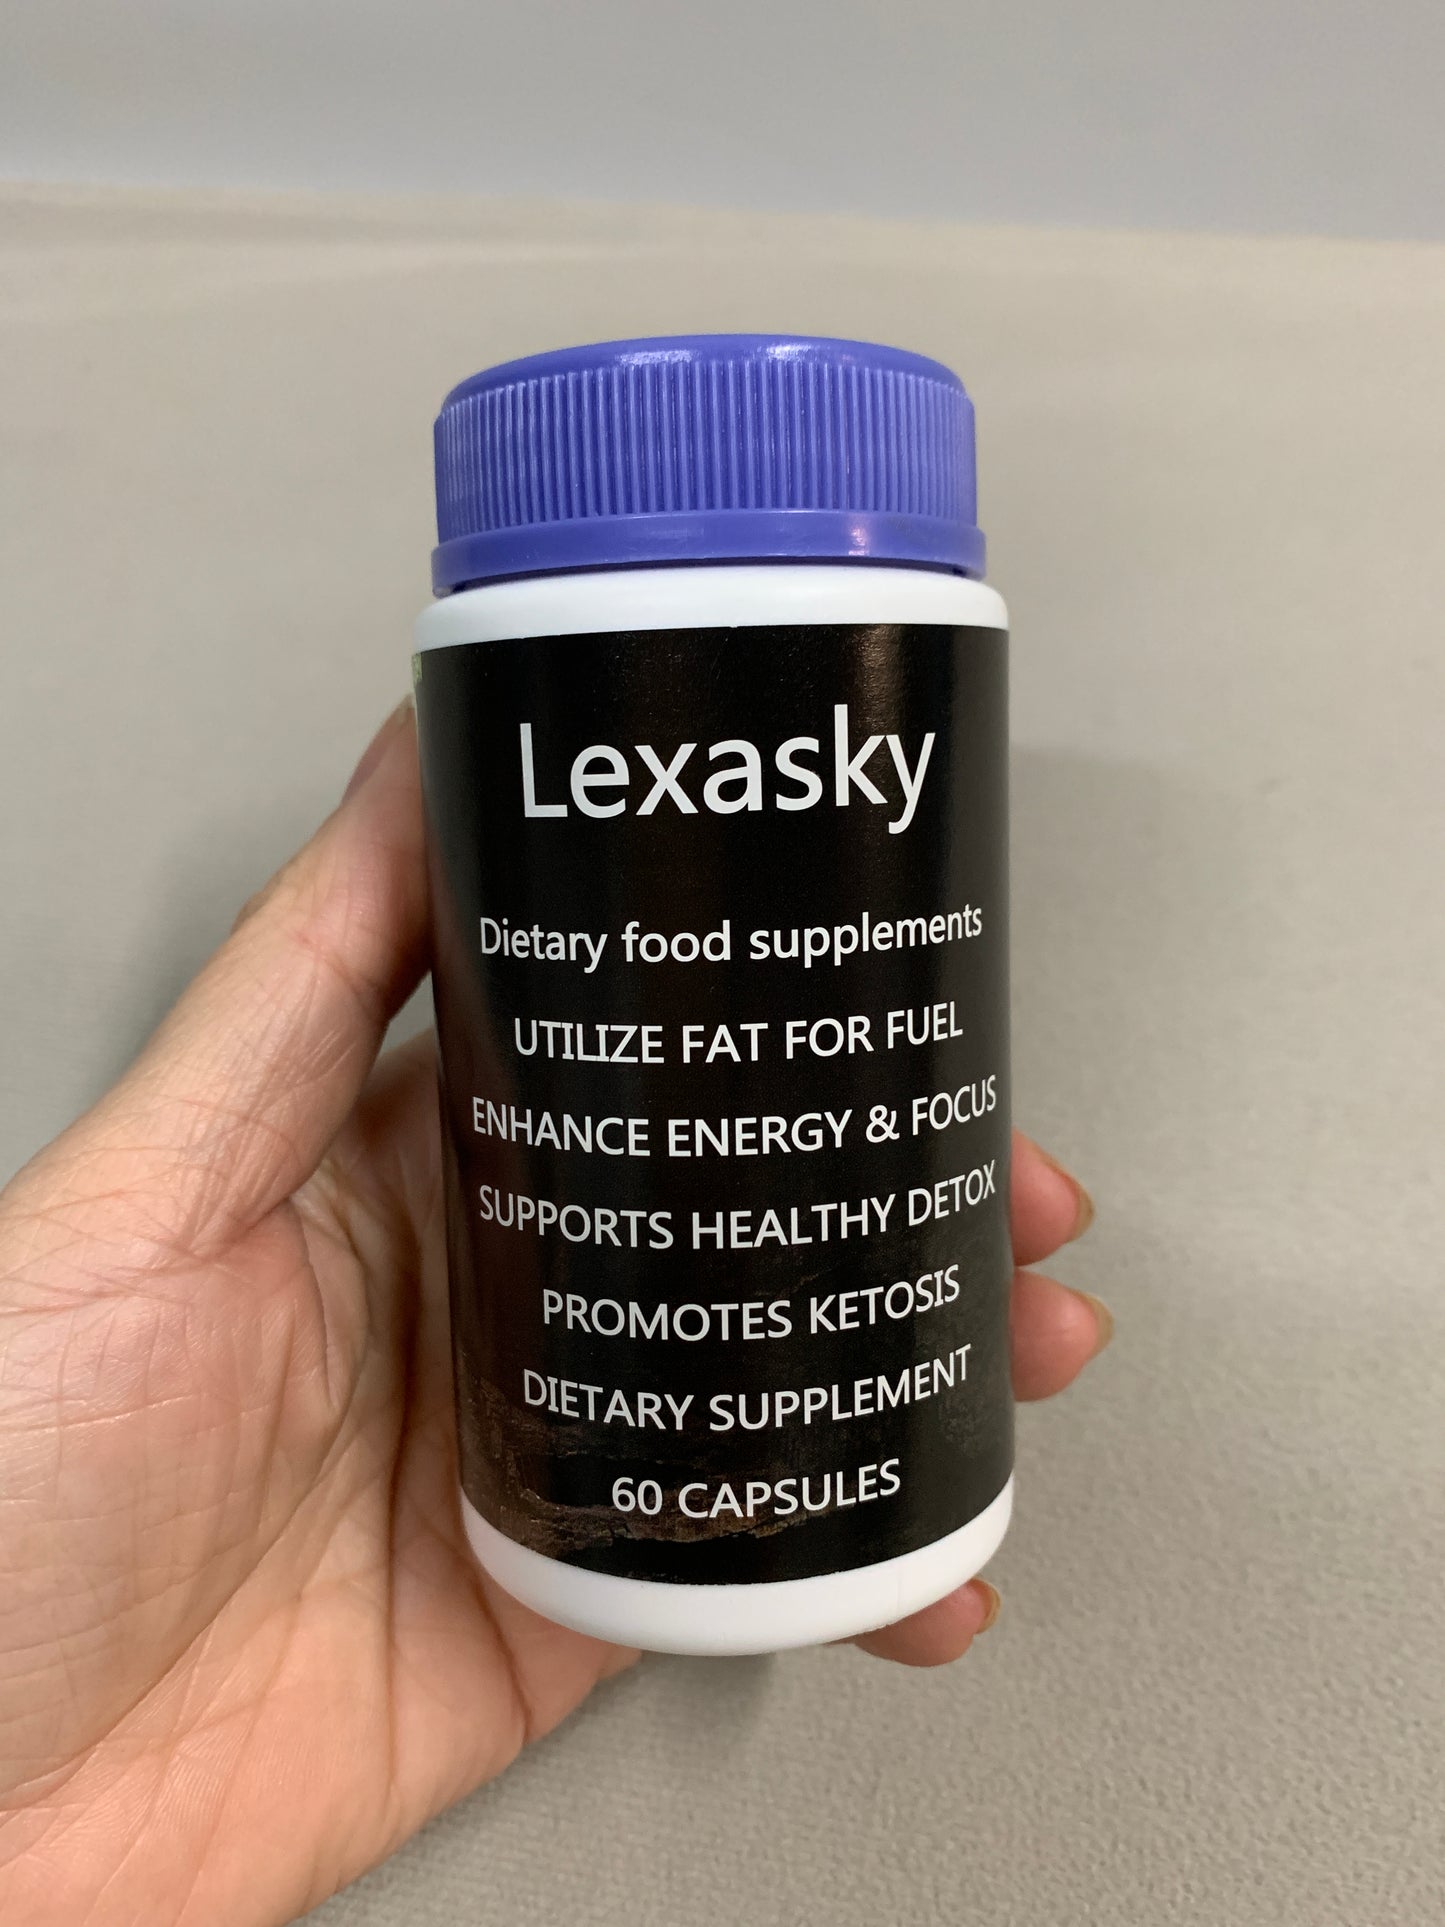 Lexasky
Dietary food supplements
UTILIZE FAT FOR FUEL
ENHANCE ENERGY & FOCUS
SUPPORTS HEALTHY DETOX
PROMOTES KETOSIS
DIETARY SUPPLEMENT
60 CAPSULES